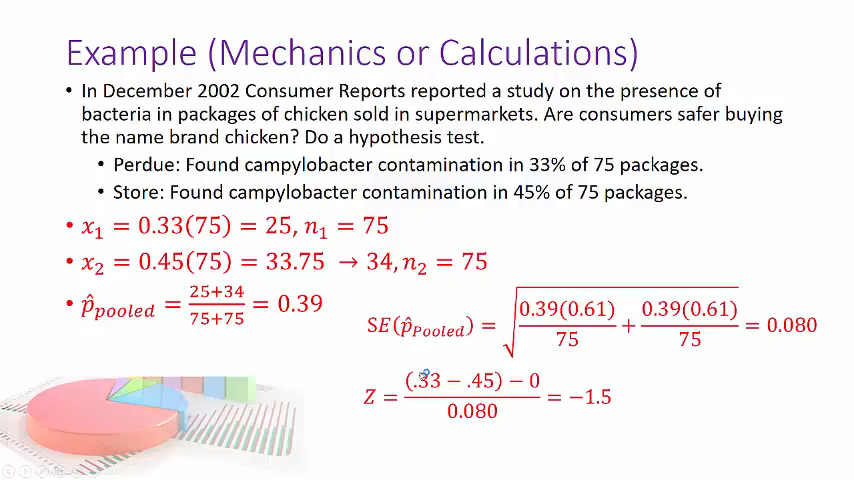 Example (Mechanics or Calculations)
• In December 2002 Consumer Reports reported a study on the presence of
bacteria in packages of chicken sold in supermarkets. Are consumers safer buying
the name brand chicken? Do a hypothesis test.
• Perdue: Found campylobacter contamination in 33% of 75 packages.
• Store: Found campylobacter contamination in 45% of 75 packages.
• x₁ = 0.33(75) = 25, n₁ = 75
• x₂ = 0.45(75) = 33.75 → 34, n₂ = 75
• p̂_pooled = (25+34)/(75+75) = 0.39
SE(p̂_Pooled) = √(0.39(0.61)/75 + 0.39(0.61)/75) = 0.080
Z = ((.33 − .45) − 0)/0.080 = −1.5